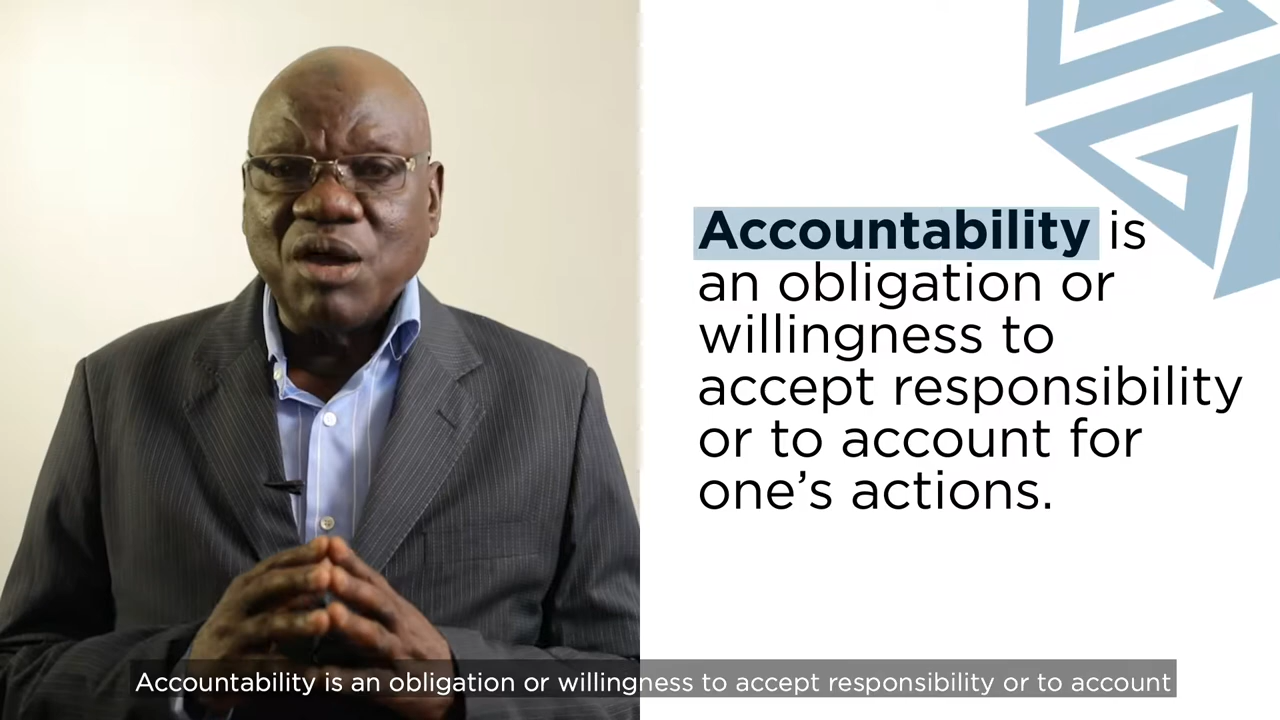 Accountability is
an obligation or
willingness to
accept responsibility
or to account for
one’s actions.
Accountability is an obligation or willingness to accept responsibility or to account